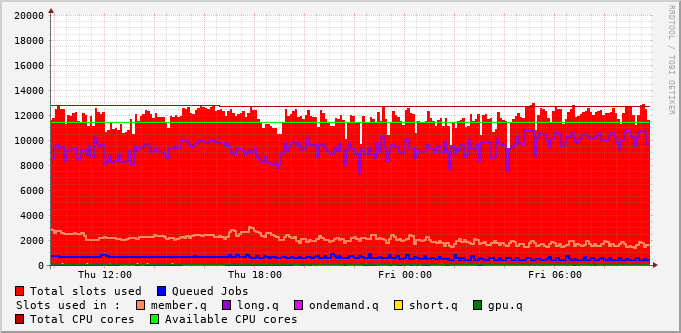 20000
18000
16000
14000
12000
10000
8000
6000
4000
2000
0
Thu 12:00 Thu 18:00 Fri 00:00 Fri 06:00
Total slots used Queued Jobs
Slots used in : member.q long.q ondemand.q short.q gpu.q
Total CPU cores Available CPU cores
RRDTOOL / TOBI OETIKER